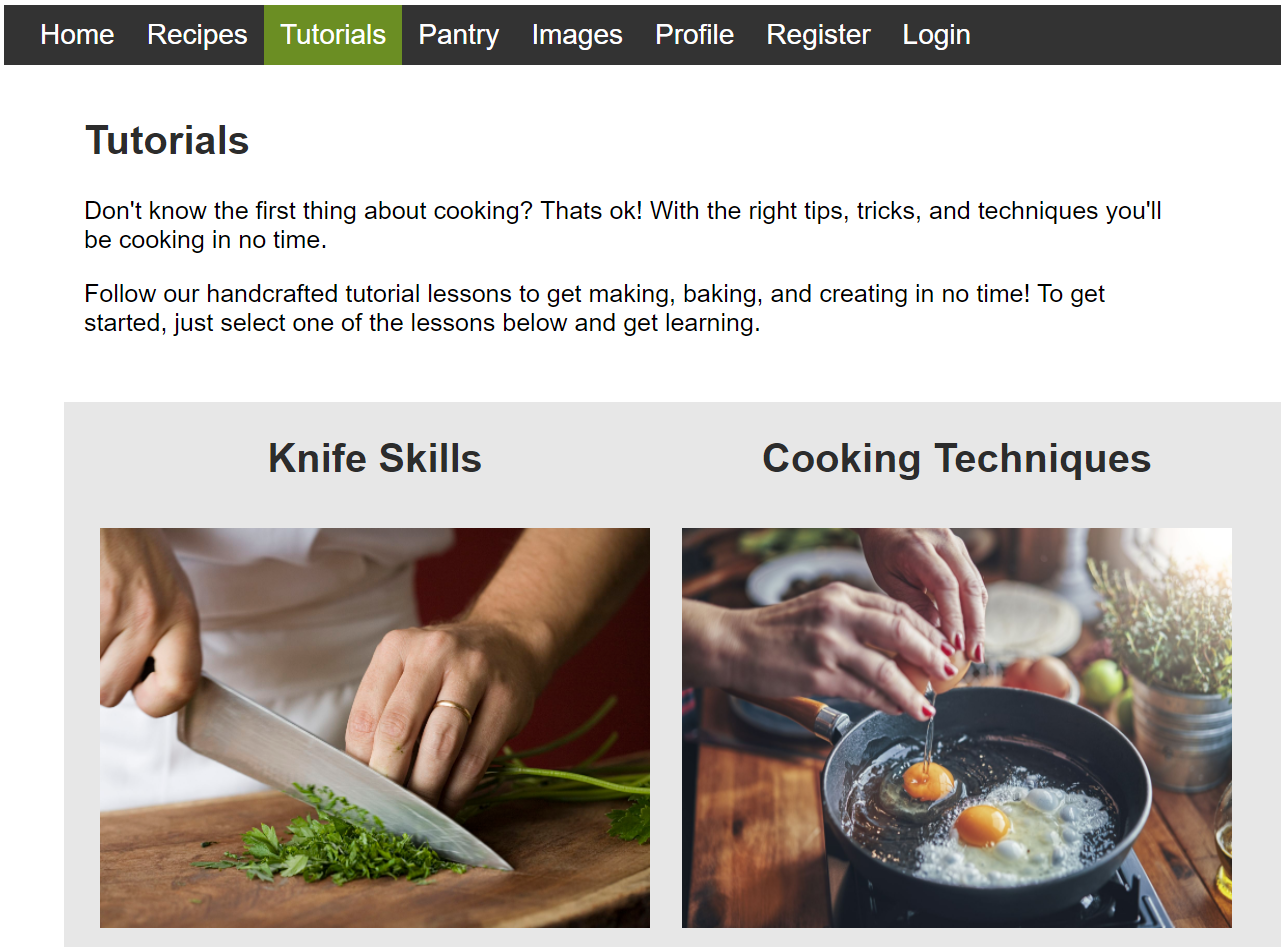 Home Recipes Tutorials Pantry Images Profile Register Login
Tutorials
Don't know the first thing about cooking? Thats ok! With the right tips, tricks, and techniques you'll
be cooking in no time.
Follow our handcrafted tutorial lessons to get making, baking, and creating in no time! To get
started, just select one of the lessons below and get learning.
Knife Skills
Cooking Techniques